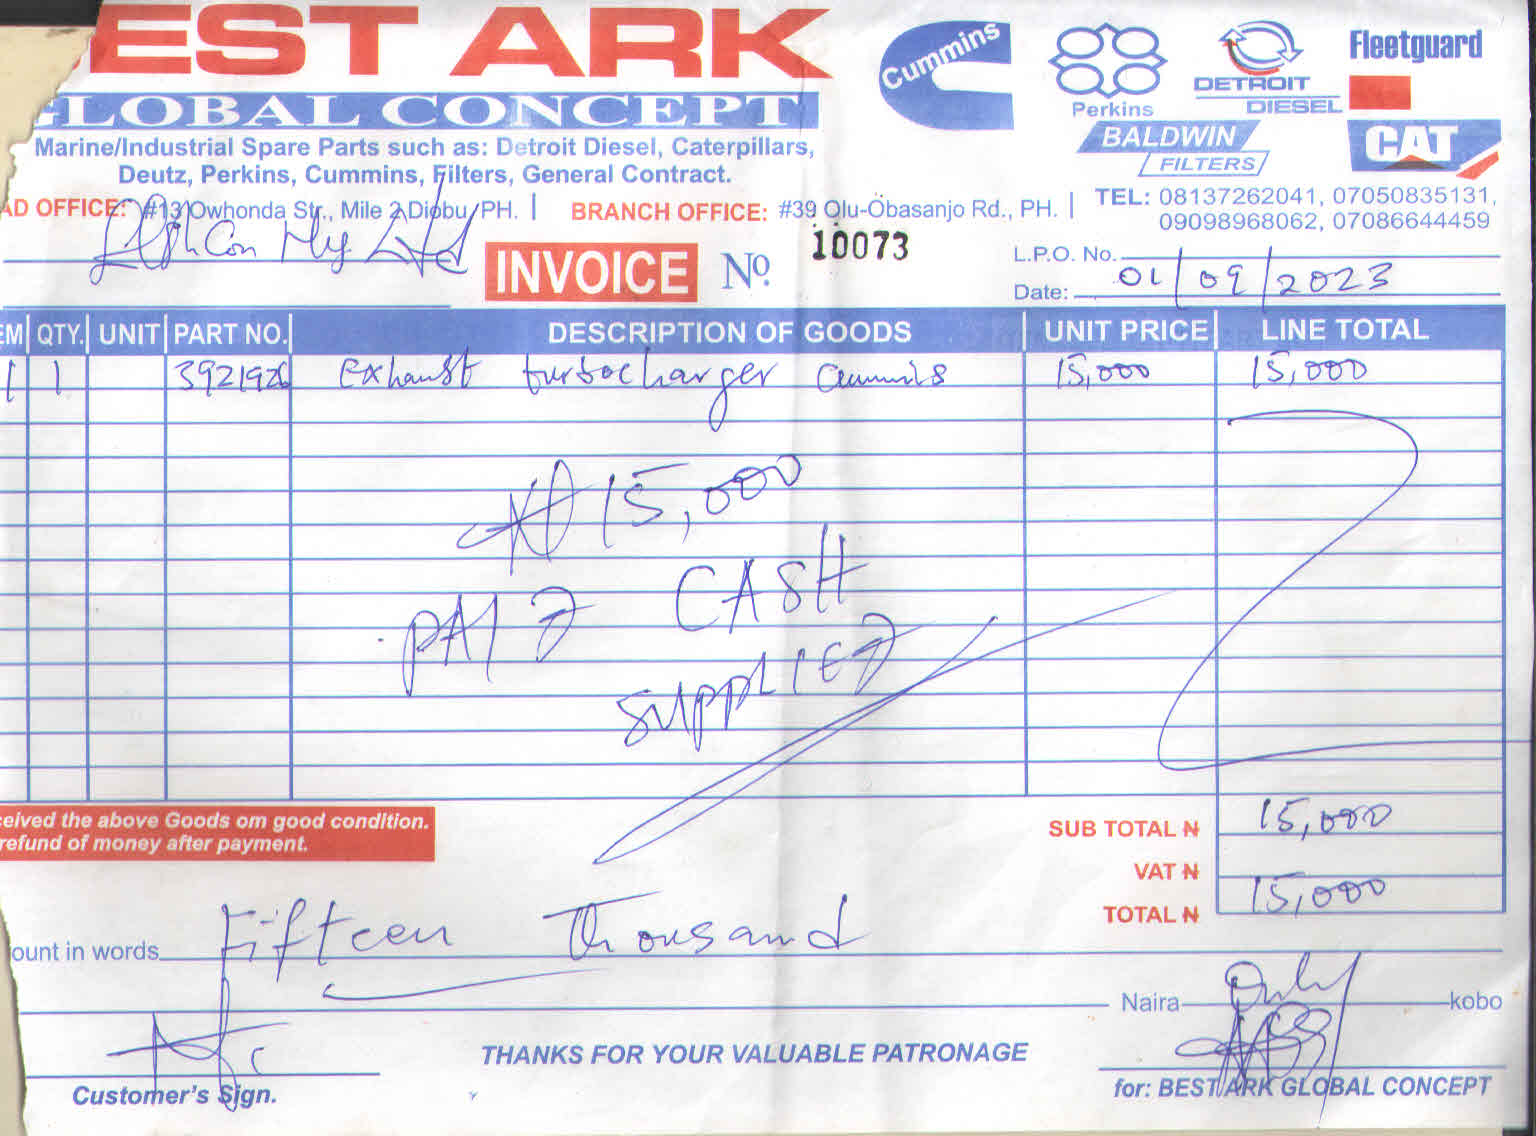 EST ARK
GLOBAL CONCEPT
Marine/Industrial Spare Parts such as: Detroit Diesel, Caterpillars,
Deutz, Perkins, Cummins, Filters, General Contract.
Cummins
Perkins
DETROIT
DIESEL
Fleetguard
BALDWIN
FILTERS
CAT
AD OFFICE: #13 Owhonda Str., Mile 2 Diobu, PH. | BRANCH OFFICE: #39 Olu-Obasanjo Rd., PH. | TEL: 08137262041, 07050835131,
09098968062, 07086644459
Ltd
INVOICE No. 10073
L.P.O. No.
Date: 01/09/2023
EM QTY. UNIT PART NO. DESCRIPTION OF GOODS UNIT PRICE LINE TOTAL
1 1 3921926 Exhaust turbocharger Cummins 15,000 15,000
₦15,000
PAID CASH
SUPPLIED
ceived the above Goods om good condition.
refund of money after payment.
SUB TOTAL ₦ 15,000
VAT ₦
TOTAL ₦ 15,000
ount in words Fifteen Thousand
Naira kobo
THANKS FOR YOUR VALUABLE PATRONAGE
Customer's Sign.
for: BEST ARK GLOBAL CONCEPT